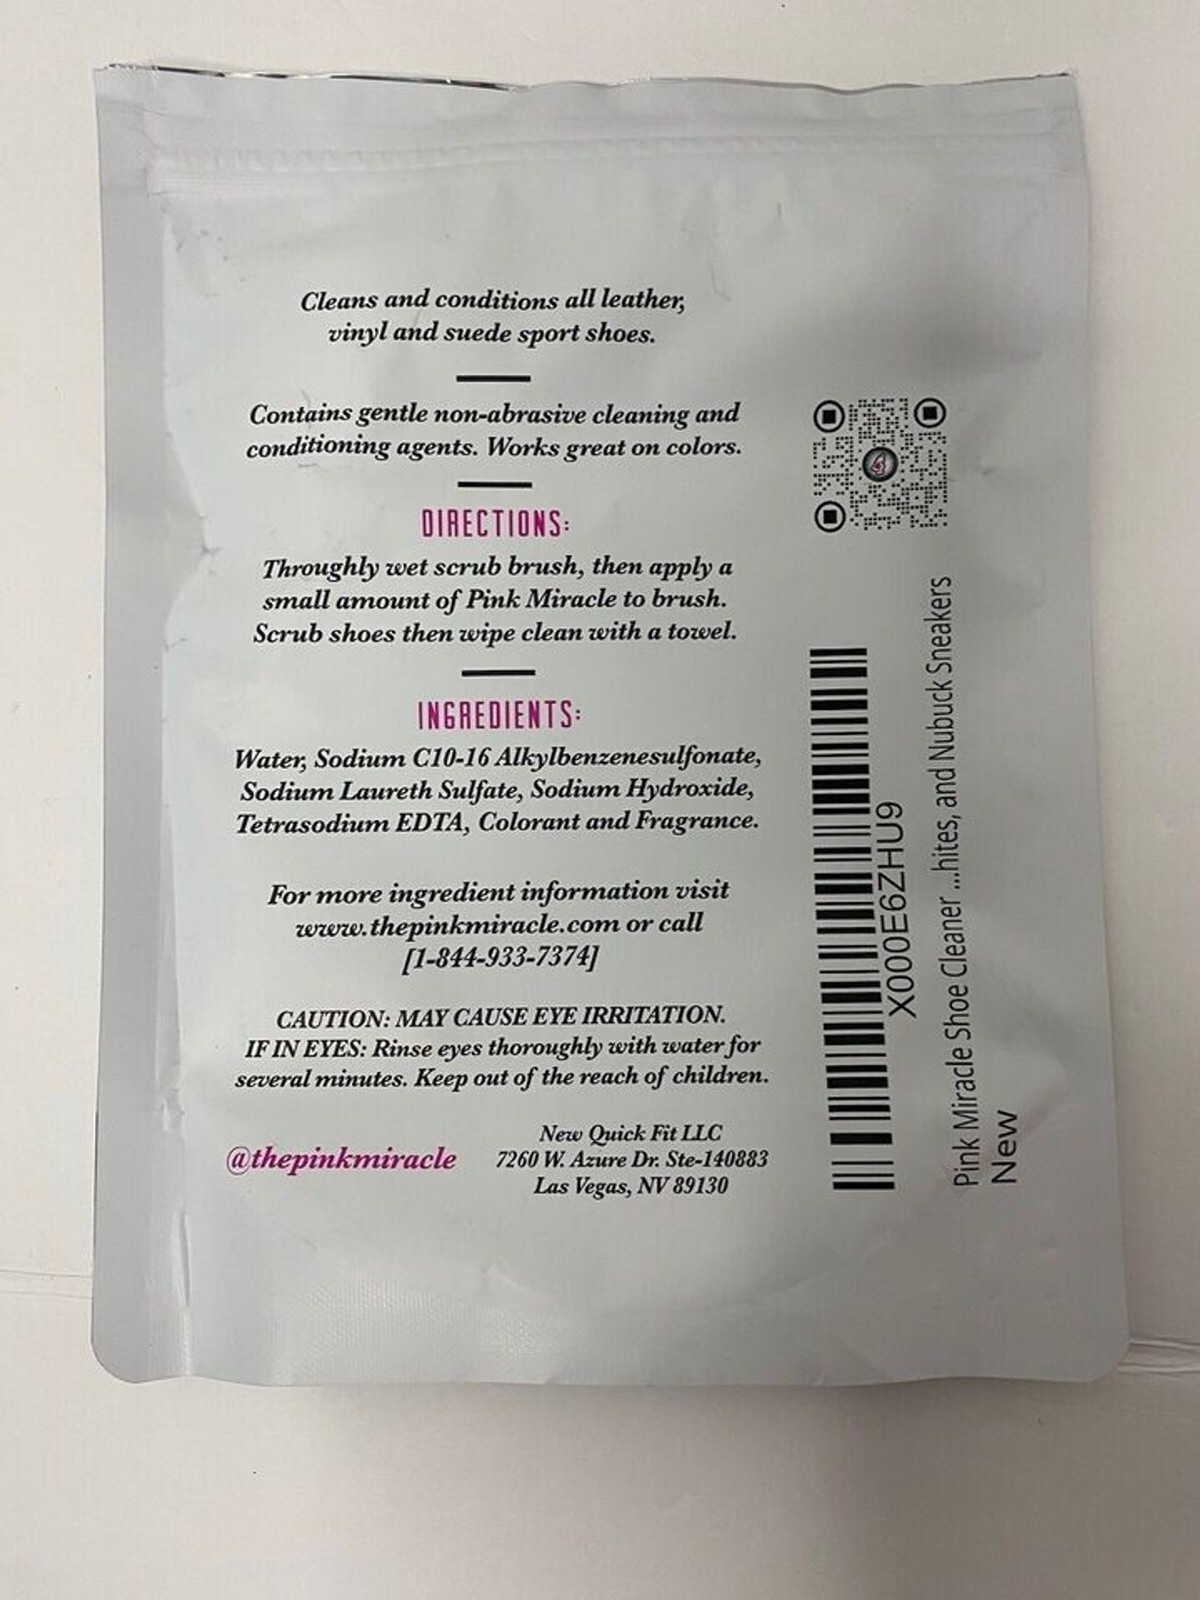 Cleans and conditions all leather,
vinyl and suede sport shoes.
Contains gentle non-abrasive cleaning and
conditioning agents. Works great on colors.
DIRECTIONS:
Throughly wet scrub brush, then apply a
small amount of Pink Miracle to brush.
Scrub shoes then wipe clean with a towel.
INGREDIENTS:
Water, Sodium C10-16 Alkylbenzenesulfonate,
Sodium Laureth Sulfate, Sodium Hydroxide,
Tetrasodium EDTA, Colorant and Fragrance.
For more ingredient information visit
www.thepinkmiracle.com or call
[1-844-933-7374]
CAUTION: MAY CAUSE EYE IRRITATION.
IF IN EYES: Rinse eyes thoroughly with water for
several minutes. Keep out of the reach of children.
@thepinkmiracle
New Quick Fit LLC
7260 W. Azure Dr. Ste-140883
Las Vegas, NV 89130
X000E6ZHU9
Pink Miracle Shoe Cleaner ...hites, and Nubuck Sneakers
New